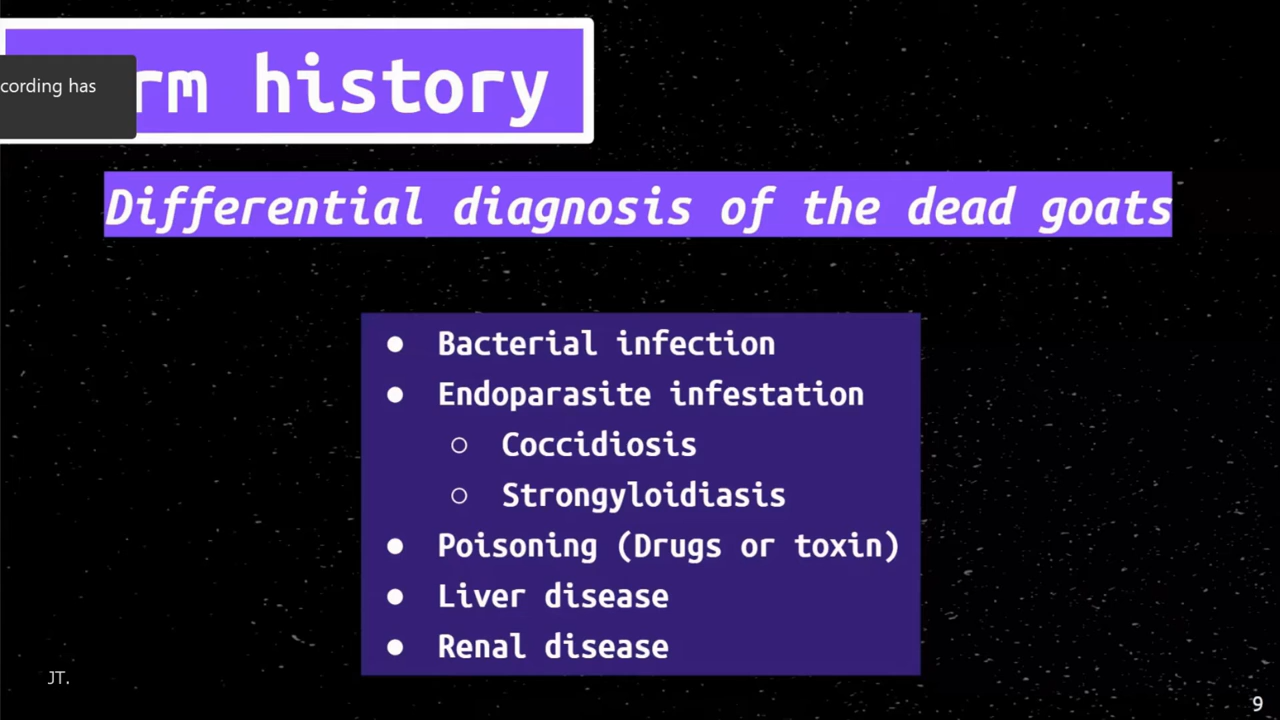 cording has
rm history
Differential diagnosis of the dead goats
● Bacterial infection
● Endoparasite infestation
○ Coccidiosis
○ Strongyloidiasis
● Poisoning (Drugs or toxin)
● Liver disease
● Renal disease
JT.
9